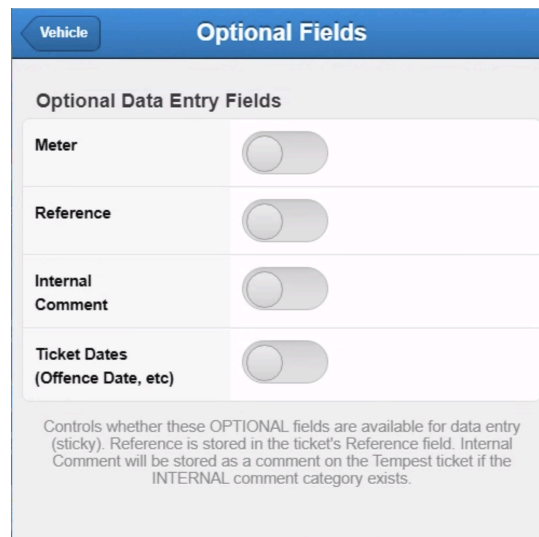 Vehicle
Optional Fields
Optional Data Entry Fields
Meter
Reference
Internal
Comment
Ticket Dates
(Offence Date, etc)
Controls whether these OPTIONAL fields are available for data entry
(sticky). Reference is stored in the ticket's Reference field. Internal
Comment will be stored as a comment on the Tempest ticket if the
INTERNAL comment category exists.